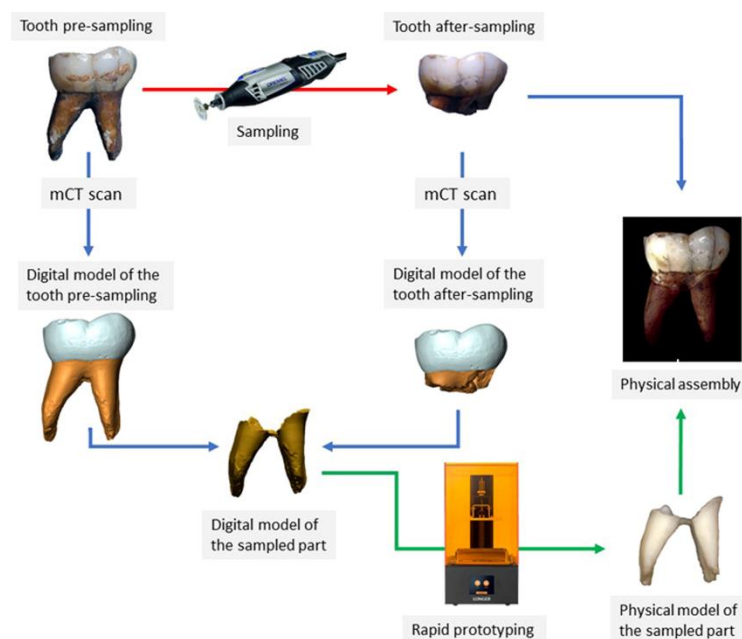 Tooth pre-sampling
Tooth after-sampling
Sampling
mCT scan
mCT scan
Digital model of the
tooth pre-sampling
Digital model of the
tooth after-sampling
Physical assembly
Digital model of
the sampled part
LONGER
Rapid prototyping
Physical model of
the sampled part